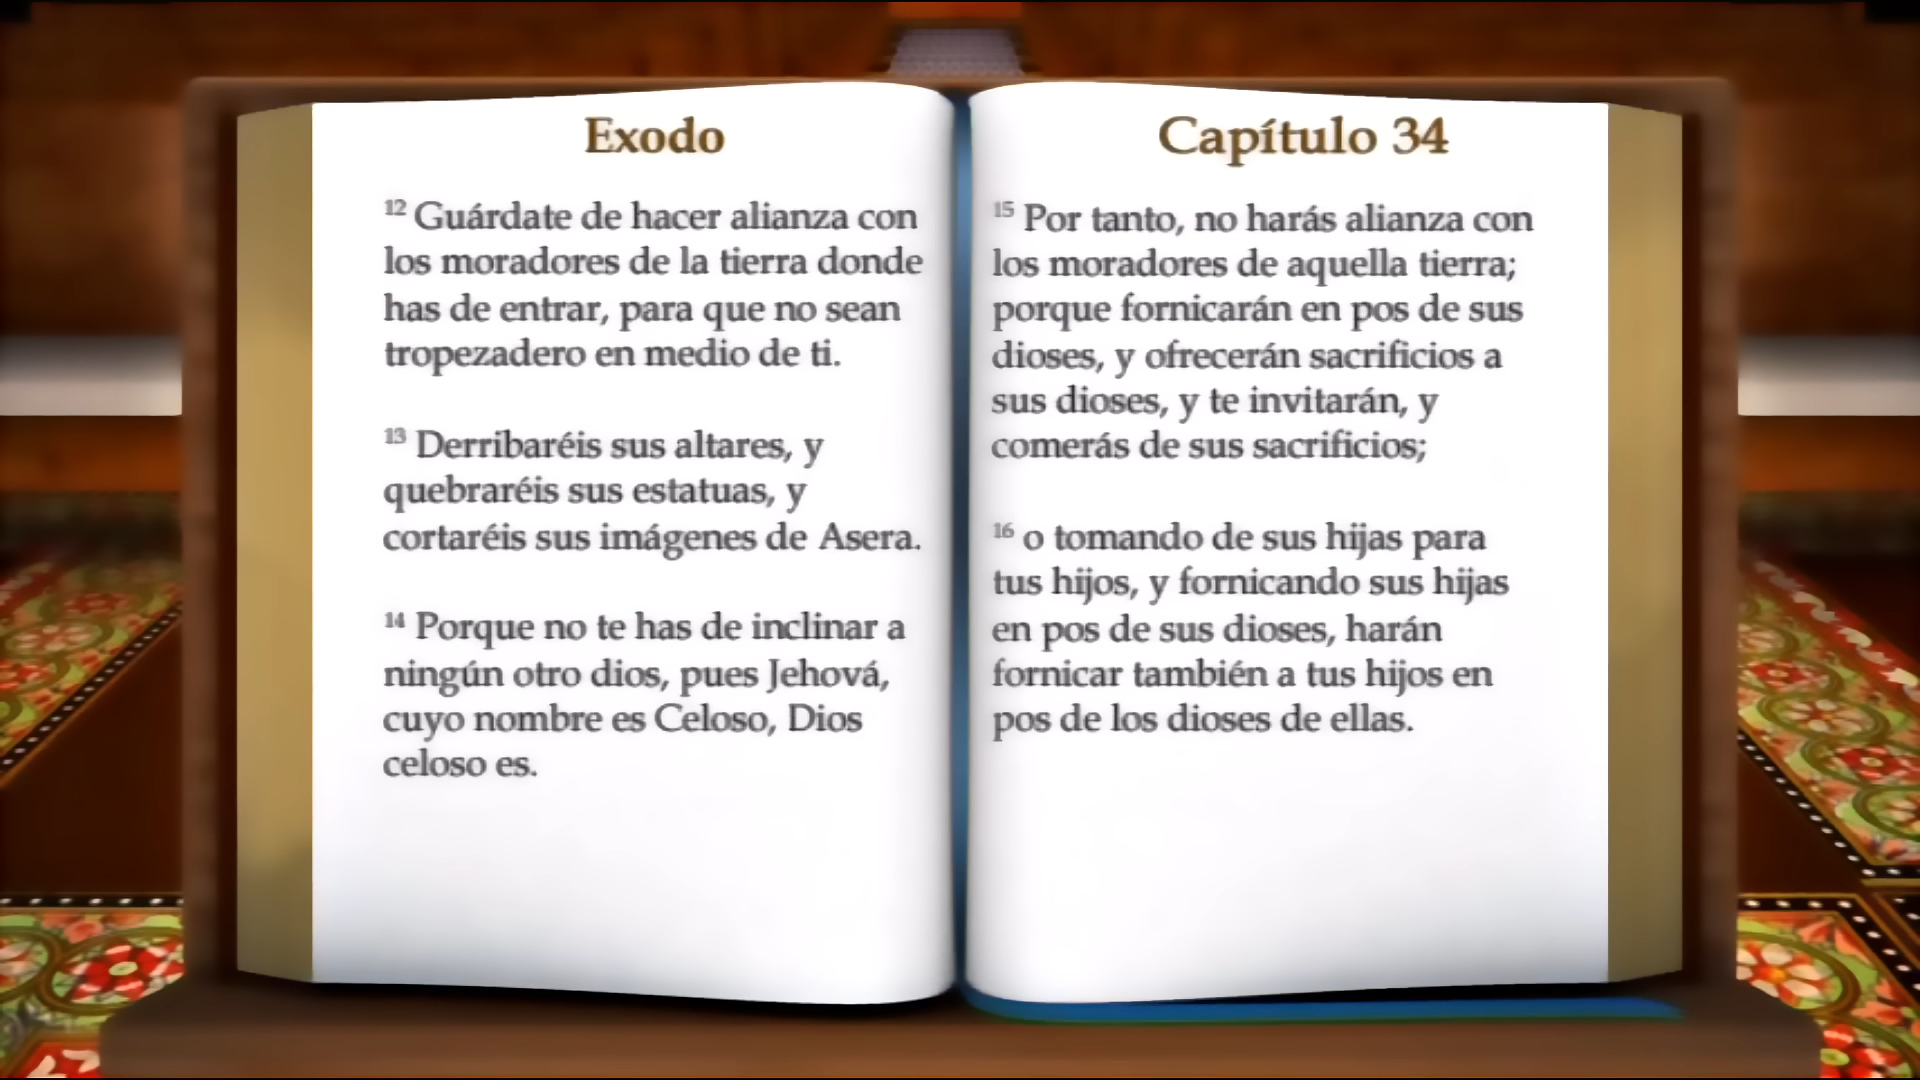 Exodo
12 Guárdate de hacer alianza con
los moradores de la tierra donde
has de entrar, para que no sean
tropezadero en medio de ti.
13 Derribaréis sus altares, y
quebraréis sus estatuas, y
cortaréis sus imágenes de Asera.
14 Porque no te has de inclinar a
ningún otro dios, pues Jehová,
cuyo nombre es Celoso, Dios
celoso es.
Capítulo 34
15 Por tanto, no harás alianza con
los moradores de aquella tierra;
porque fornicarán en pos de sus
dioses, y ofrecerán sacrificios a
sus dioses, y te invitarán, y
comerás de sus sacrificios;
16 o tomando de sus hijas para
tus hijos, y fornicando sus hijas
en pos de sus dioses, harán
fornicar también a tus hijos en
pos de los dioses de ellas.